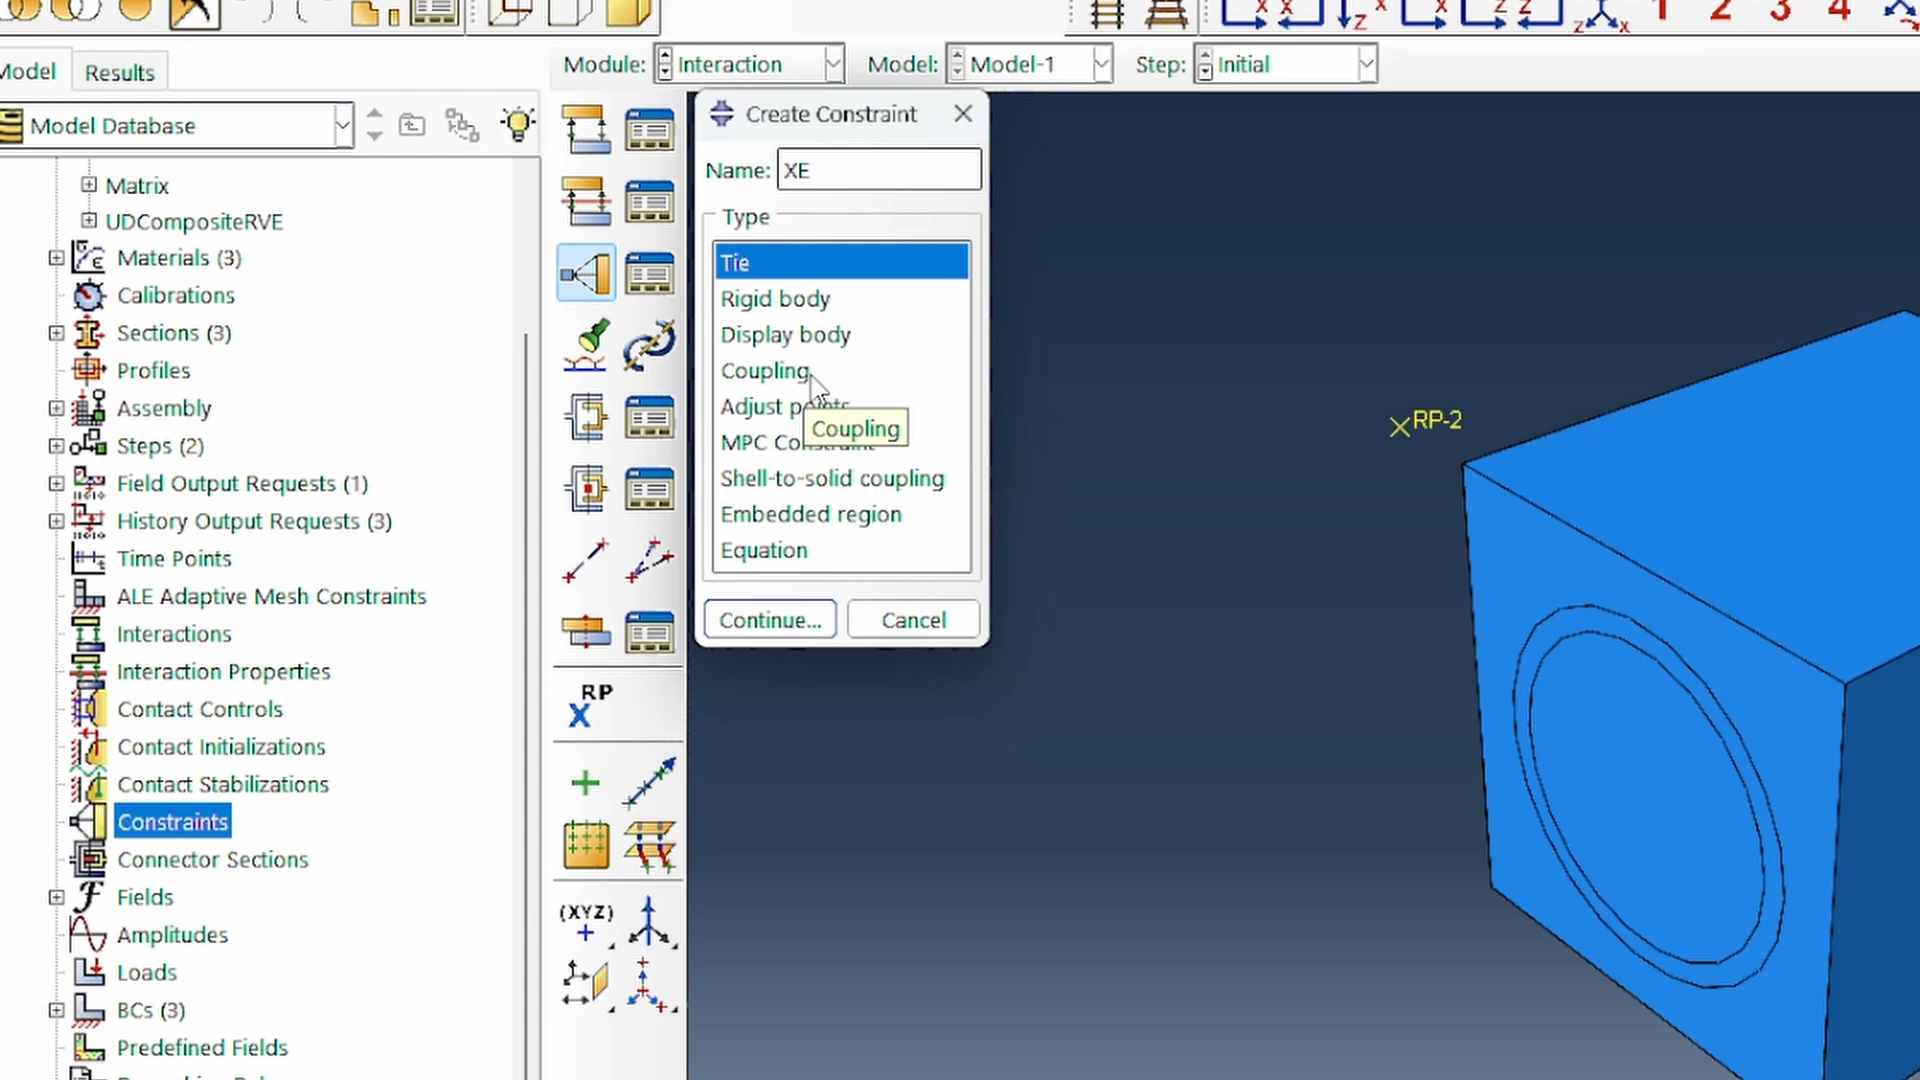 1 2 3 4
Model Results
Module: Interaction Model: Model-1 Step: Initial
Model Database
Create Constraint
Name: XE
Type
Tie
Rigid body
Display body
Coupling
Adjust points
Coupling
MPC Constraint
Shell-to-solid coupling
Embedded region
Equation
Continue... Cancel
Matrix
UDCompositeRVE
Materials (3)
Calibrations
Sections (3)
Profiles
Assembly
Steps (2)
Field Output Requests (1)
History Output Requests (3)
Time Points
ALE Adaptive Mesh Constraints
Interactions
Interaction Properties
Contact Controls
Contact Initializations
Contact Stabilizations
Constraints
Connector Sections
Fields
Amplitudes
Loads
BCs (3)
Predefined Fields
RP
(XYZ)
RP-2